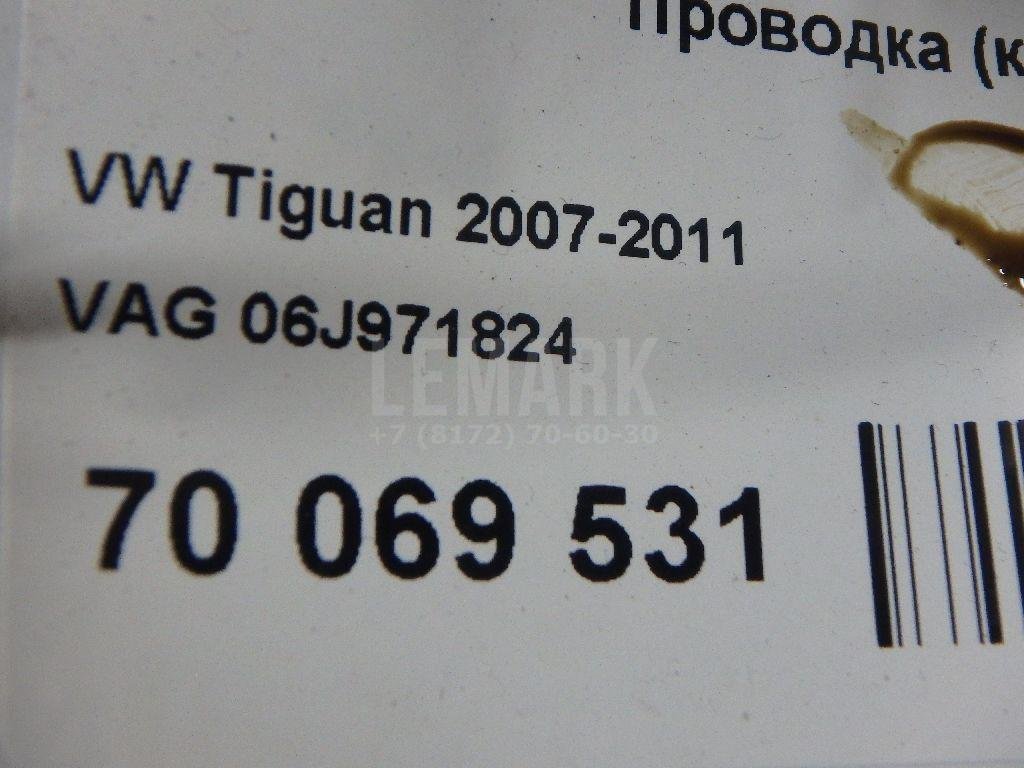 Проводка (к
VW Tiguan 2007-2011
VAG 06J971824
LEMARK
+7 (8172) 70-60-30
70 069 531